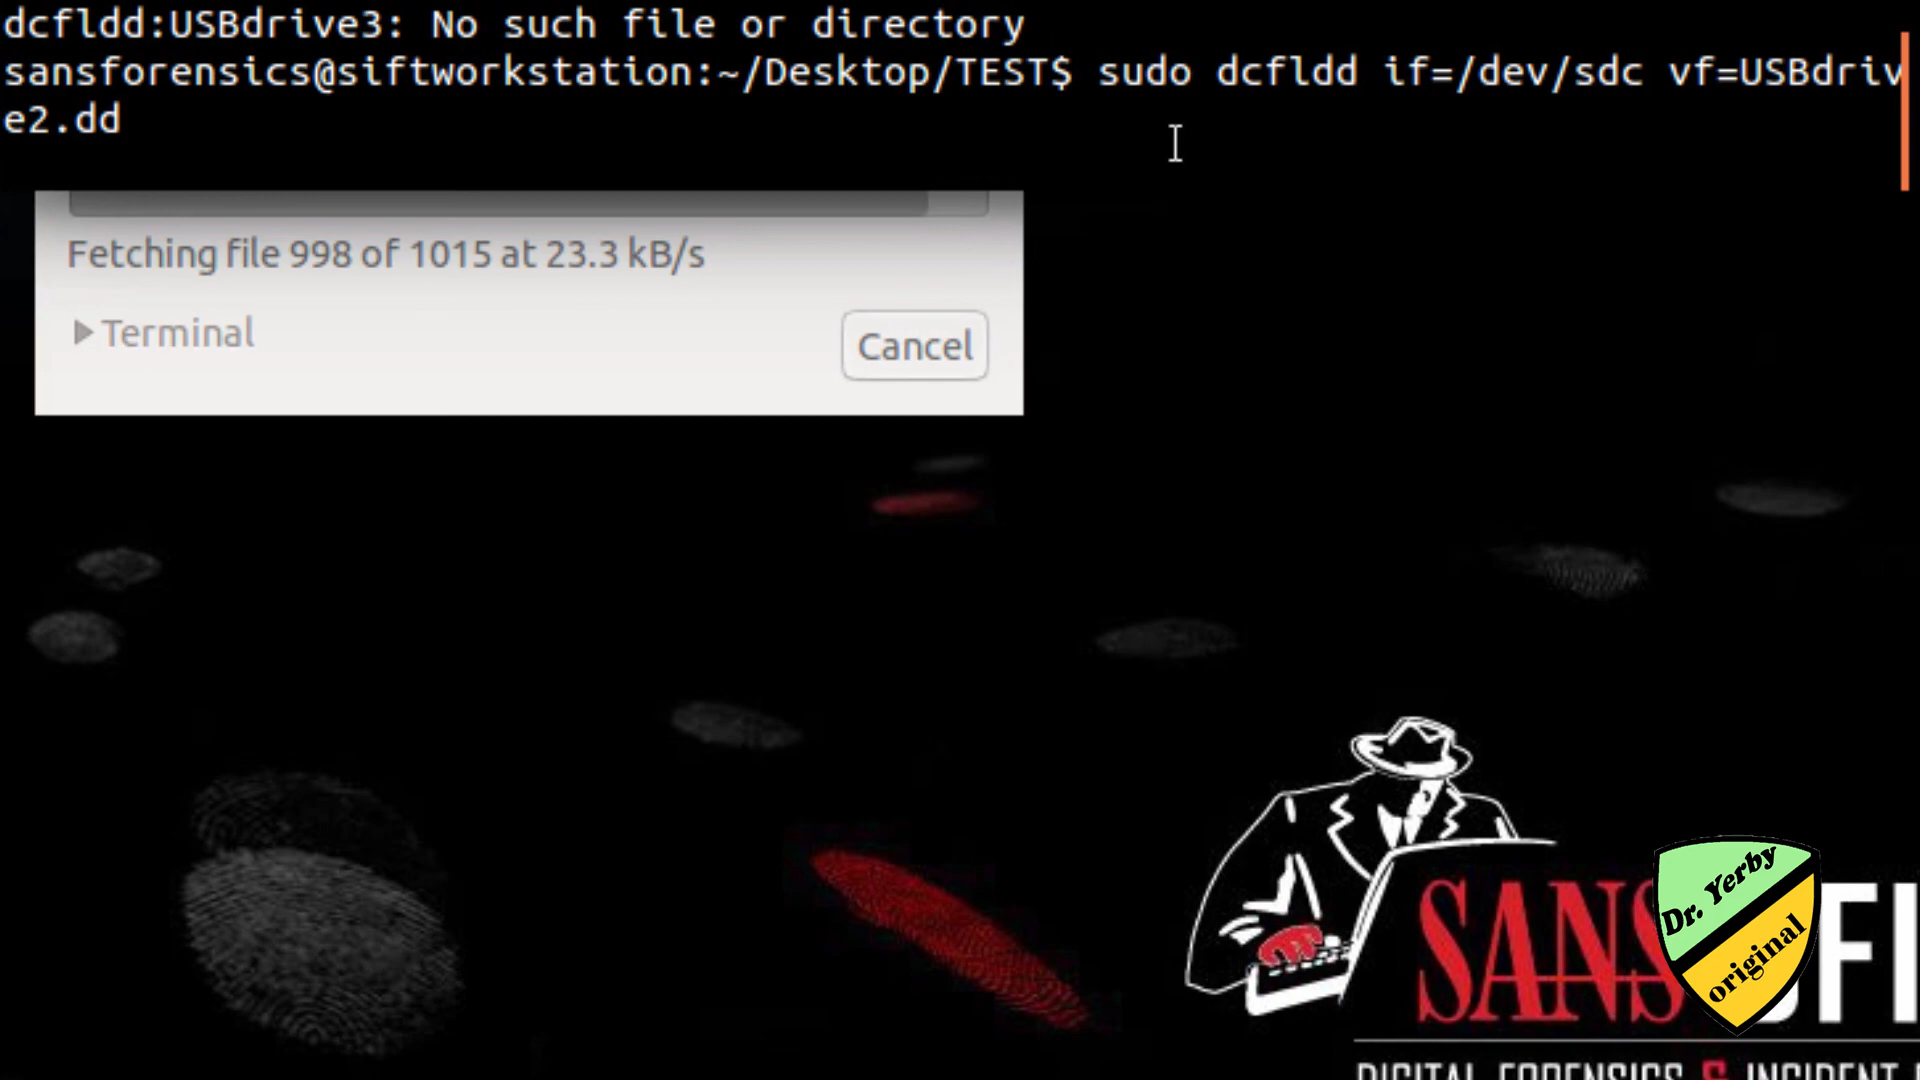 dcfldd:USBdrive3: No such file or directory
sansforensics@siftworkstation:~/Desktop/TEST$ sudo dcfldd if=/dev/sdc vf=USBdriv
e2.dd
Fetching file 998 of 1015 at 23.3 kB/s
Terminal
Cancel
Dr. Yerby
original
SANS
DIGITAL FORENSICS & INCIDENT